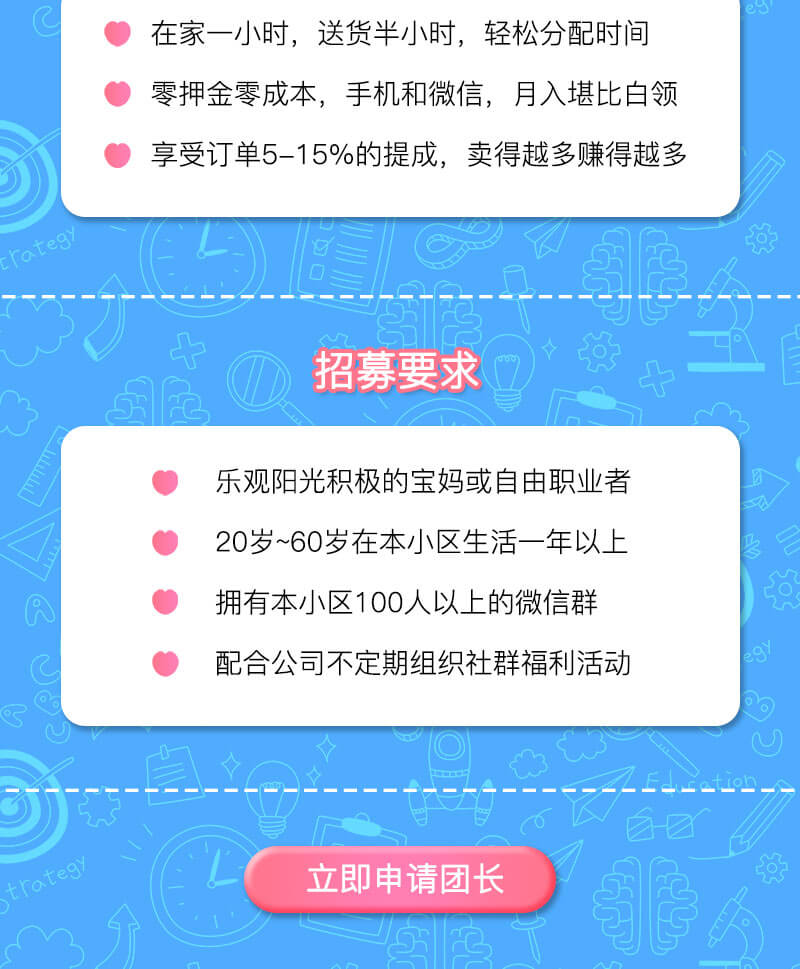 在家一小时，送货半小时，轻松分配时间
零押金零成本，手机和微信，月入堪比白领
享受订单5-15%的提成，卖得越多赚得越多
trategy
招募要求
乐观阳光积极的宝妈或自由职业者
20岁~60岁在本小区生活一年以上
拥有本小区100人以上的微信群
配合公司不定期组织社群福利活动
Education
立即申请团长
trategy